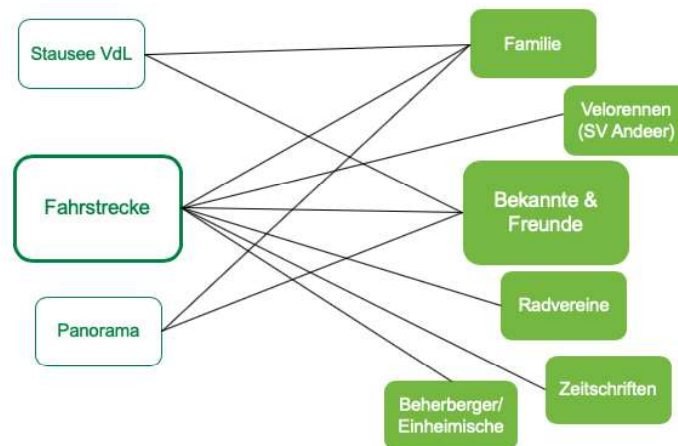 Stausee VdL
Familie
Velorennen
(SV Andeer)
Fahrstrecke
Bekannte &
Freunde
Radvereine
Panorama
Zeitschriften
Beherberger/
Einheimische